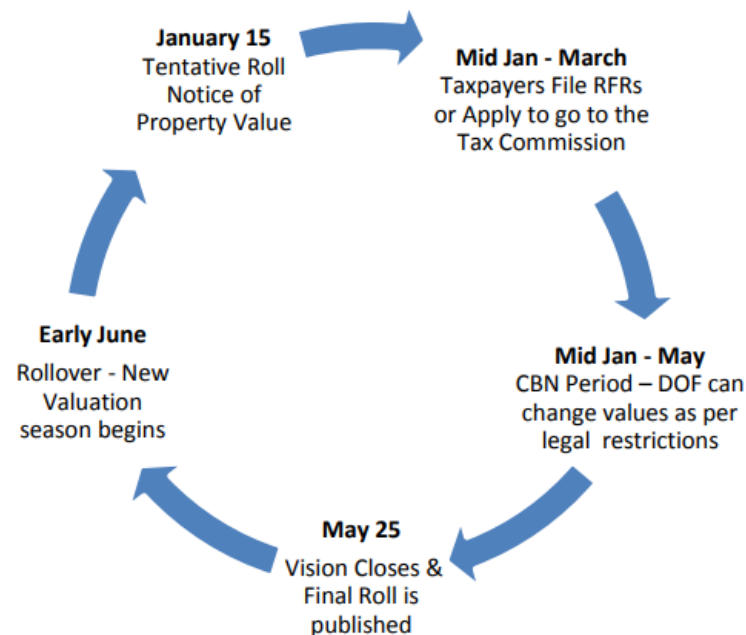 January 15
Tentative Roll
Notice of
Property Value
Mid Jan - March
Taxpayers File RFRs
or Apply to go to the
Tax Commission
Mid Jan - May
CBN Period – DOF can
change values as per
legal restrictions
May 25
Vision Closes &
Final Roll is
published
Early June
Rollover - New
Valuation
season begins